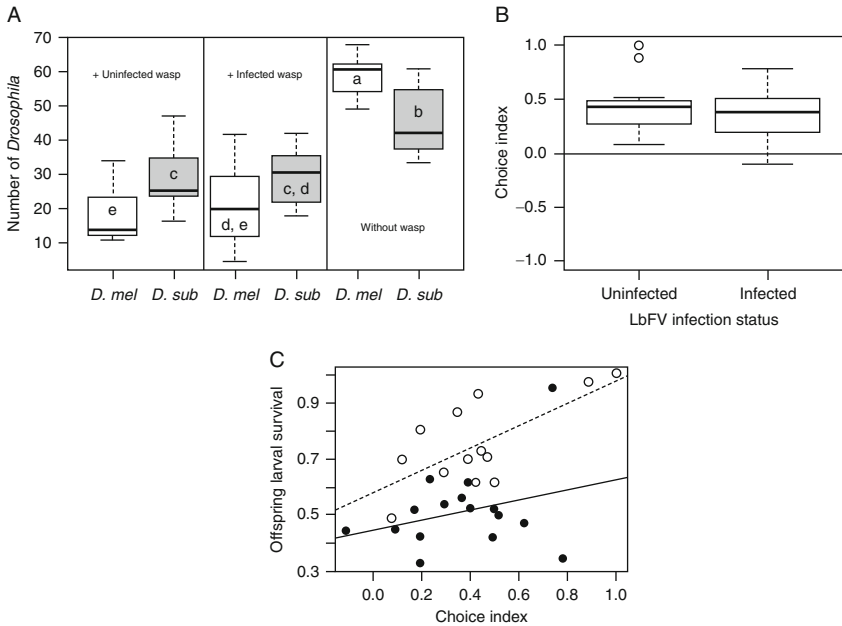 A
Number of Drosophila
70
60
50
40
30
20
10
+ Uninfected wasp
+ Infected wasp
Without wasp
e
c
d, e
c, d
a
b
D. mel
D. sub
D. mel
D. sub
D. mel
D. sub
B
Choice index
1.0
0.5
0.0
−0.5
−1.0
Uninfected
Infected
LbFV infection status
C
Offspring larval survival
0.9
0.7
0.5
0.3
0.0
0.2
0.4
0.6
0.8
1.0
Choice index